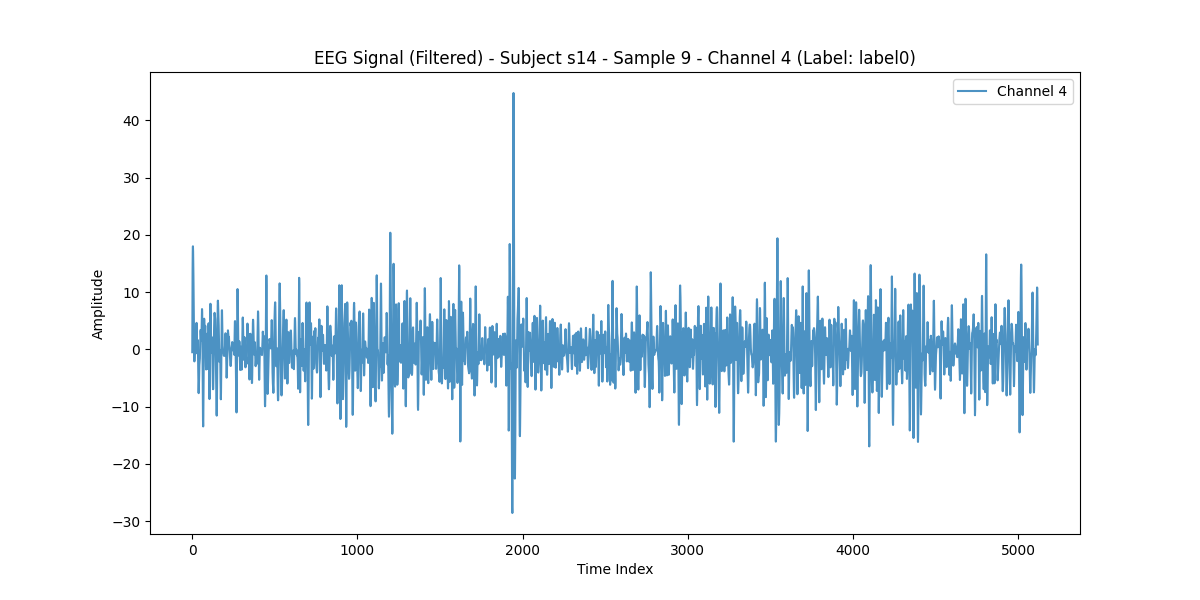 EEG Signal (Filtered) - Subject s14 - Sample 9 - Channel 4 (Label: label0)
Channel 4
Amplitude
40
30
20
10
0
−10
−20
−30
0 1000 2000 3000 4000 5000
Time Index